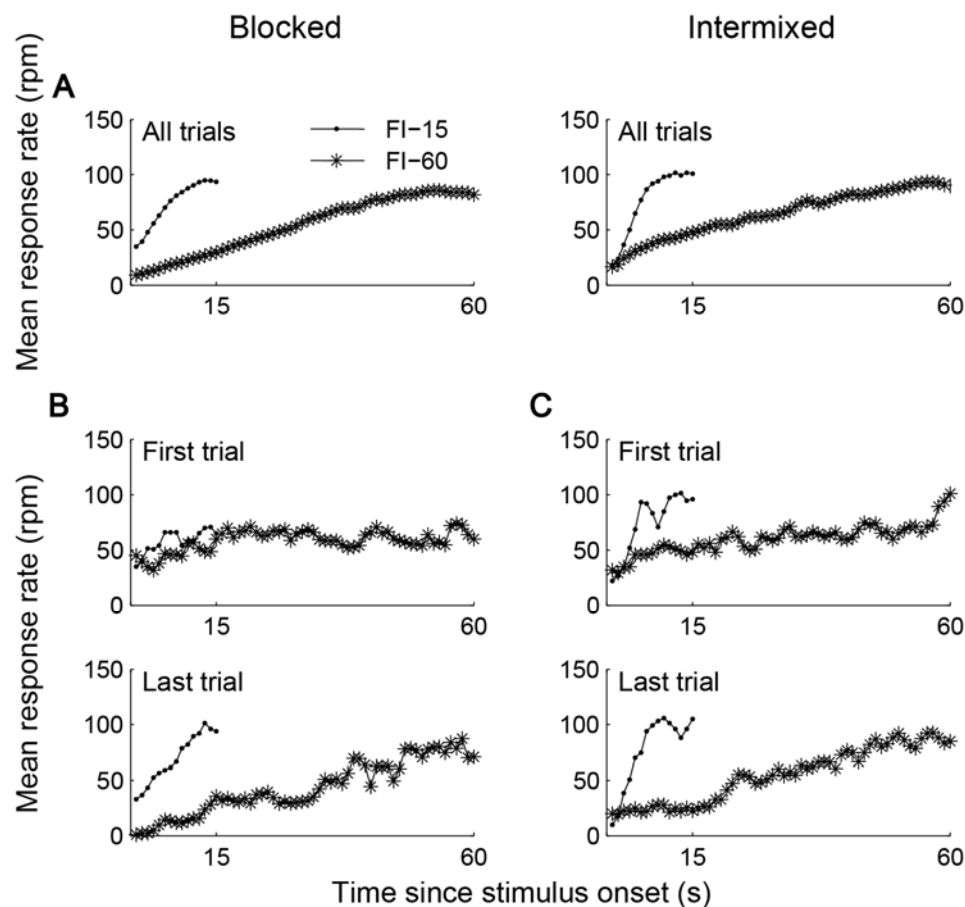 Blocked
Intermixed
A
Mean response rate (rpm)
150
100
50
0
All trials
FI−15
FI−60
15
60
150
100
50
0
All trials
15
60
B
Mean response rate (rpm)
150
100
50
0
First trial
15
60
C
150
100
50
0
First trial
15
60
150
100
50
0
Last trial
15
60
150
100
50
0
Last trial
15
60
Time since stimulus onset (s)